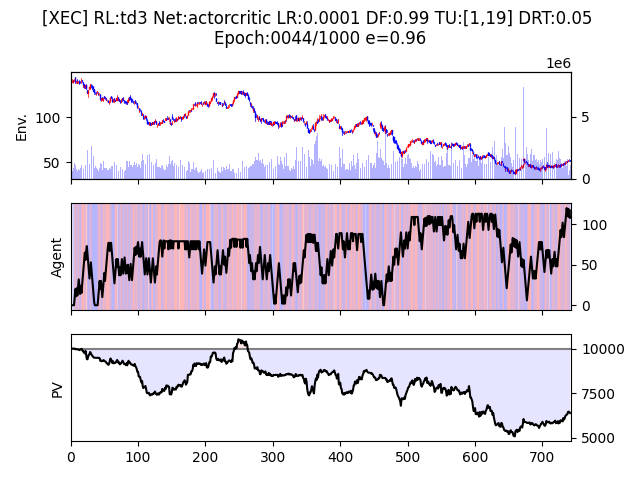 [XEC] RL:td3 Net:actorcritic LR:0.0001 DF:0.99 TU:[1,19] DRT:0.05
Epoch:0044/1000 e=0.96
1e6
Env.
100
50
5
0
Agent
100
50
0
PV
10000
7500
5000
0 100 200 300 400 500 600 700